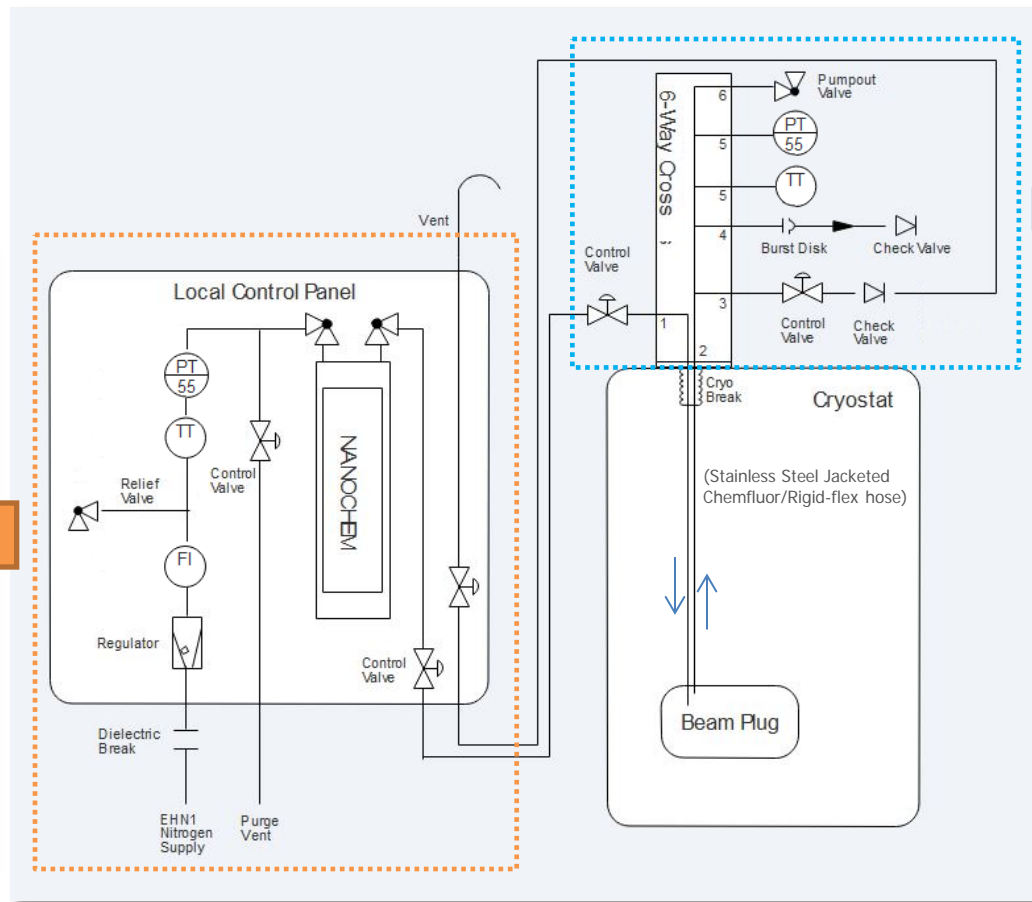 Pumpout
Valve
6
6-Way Cross
PT
55
5
TT
5
4
Burst Disk
Check Valve
Vent
Control
Valve
3
Control
Valve
Check
Valve
1
2
Local Control Panel
Cryo
Break
Cryostat
PT
55
TT
Control
Valve
NANOCHEM
(Stainless Steel Jacketed
Chemfluor/Rigid-flex hose)
Relief
Valve
FI
Regulator
Control
Valve
Beam Plug
Dielectric
Break
EHN1
Nitrogen
Supply
Purge
Vent